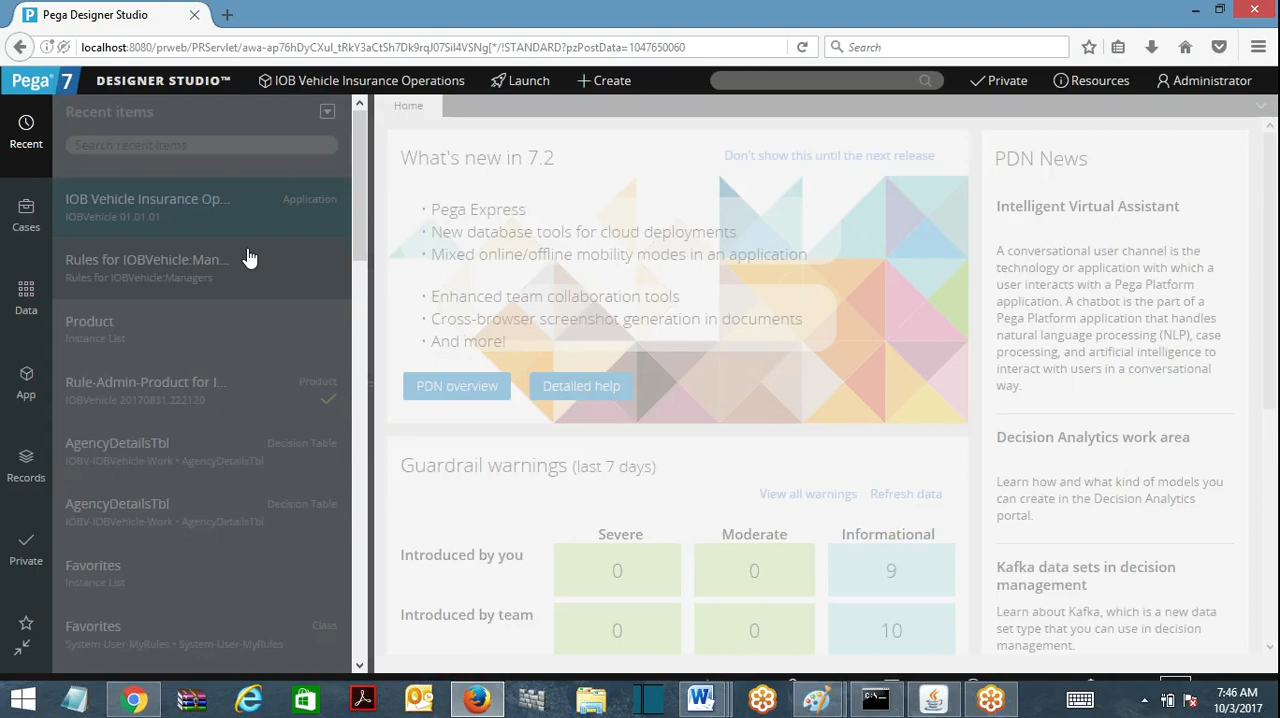 Pega Designer Studio
localhost:8080/prweb/PRServlet/awa-ap76hDyCXuI_tRkY3aCtSh7Dk9rqJ07Sil4VSNg[*/!STANDARD?pzPostData=1047650060
Search
Pega 7
DESIGNER STUDIO™
IOB Vehicle Insurance Operations
Launch
Create
Private
Resources
Administrator
Recent
Cases
Data
App
Records
Private
Recent items
Search recent items
IOB Vehicle Insurance Op... Application
IOBVehicle 01.01.01
Rules for IOBVehicle:Man...
Rules for IOBVehicle:Managers
Product
Instance List
Rule-Admin-Product for I... Product
IOBVehicle 20170831.222120
AgencyDetailsTbl Decision Table
IOBV-IOBVehicle-Work • AgencyDetailsTbl
AgencyDetailsTbl Decision Table
IOBV-IOBVehicle-Work • AgencyDetailsTbl
Favorites
Instance List
Favorites Class
System-User-MyRules • System-User-MyRules
Home
What's new in 7.2
Don't show this until the next release
• Pega Express
• New database tools for cloud deployments
• Mixed online/offline mobility modes in an application
• Enhanced team collaboration tools
• Cross-browser screenshot generation in documents
• And more!
PDN overview
Detailed help
Guardrail warnings (last 7 days)
View all warnings Refresh data
Severe Moderate Informational
Introduced by you 0 0 9
Introduced by team 0 0 10
PDN News
Intelligent Virtual Assistant
A conversational user channel is the
technology or application with which a
user interacts with a Pega Platform
application. A chatbot is the part of a
Pega Platform application that handles
natural language processing (NLP), case
processing, and artificial intelligence to
interact with users in a conversational
way.
Decision Analytics work area
Learn how and what kind of models you
can create in the Decision Analytics
portal.
Kafka data sets in decision
management
Learn about Kafka, which is a new data
set type that you can use in decision
management.
7:46 AM
10/3/2017